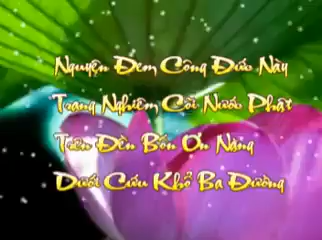 Nguyện Đem Công Đức Này
Trang Nghiêm Cõi Nước Phật
Trên Đền Bốn Ơn Nặng
Dưới Cứu Khổ Ba Đường